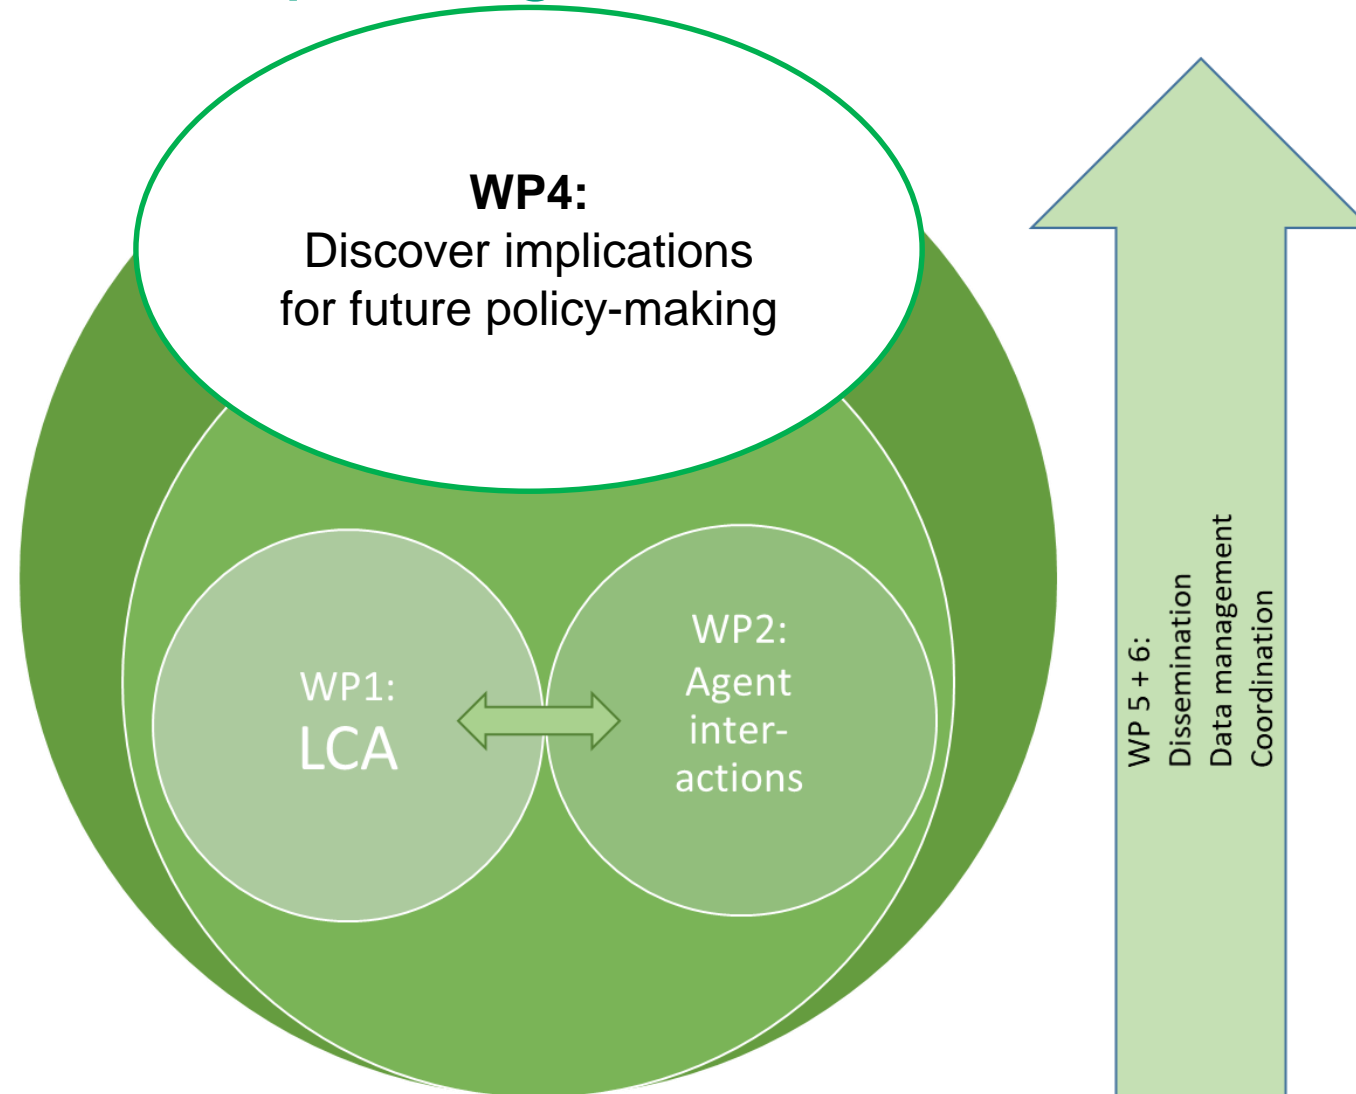 WP4:
Discover implications
for future policy-making
WP1:
LCA
WP2:
Agent
inter-
actions
WP 5 + 6:
Dissemination
Data management
Coordination